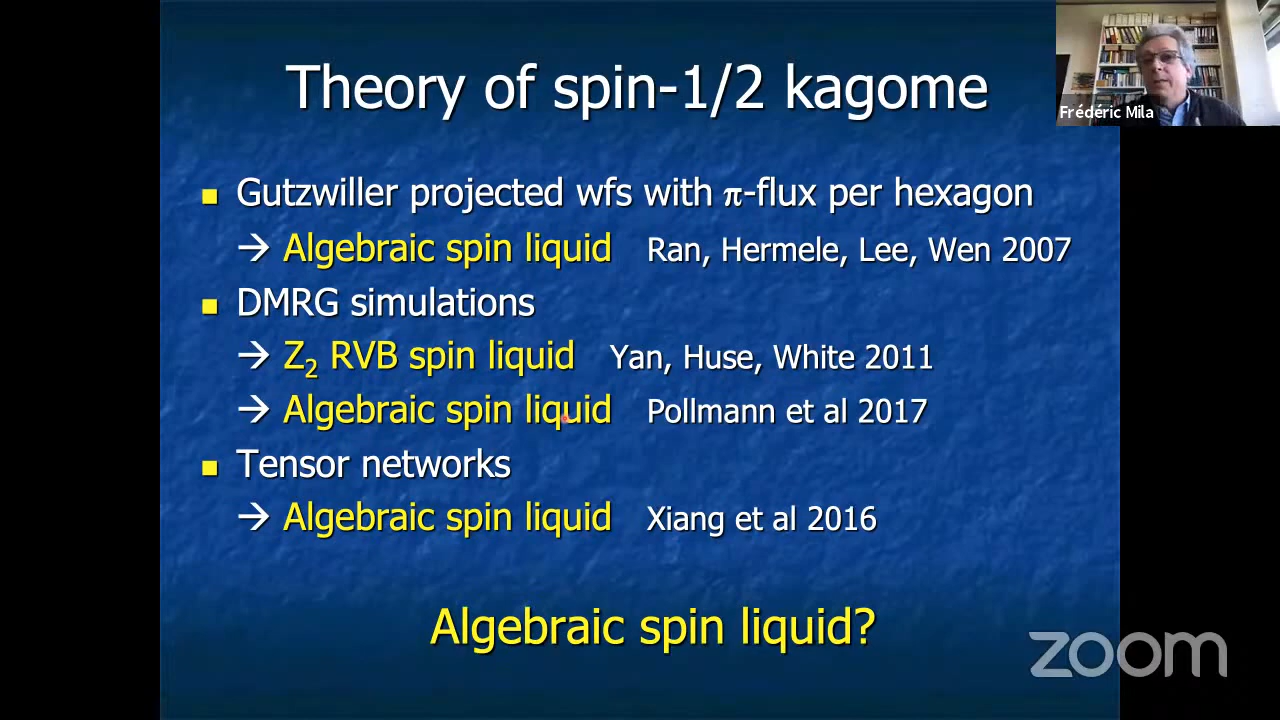 Theory of spin-1/2 kagome
Frédéric Mila
■ Gutzwiller projected wfs with π-flux per hexagon
→ Algebraic spin liquid Ran, Hermele, Lee, Wen 2007
■ DMRG simulations
→ Z₂ RVB spin liquid Yan, Huse, White 2011
→ Algebraic spin liquid Pollmann et al 2017
■ Tensor networks
→ Algebraic spin liquid Xiang et al 2016
Algebraic spin liquid?
zoom